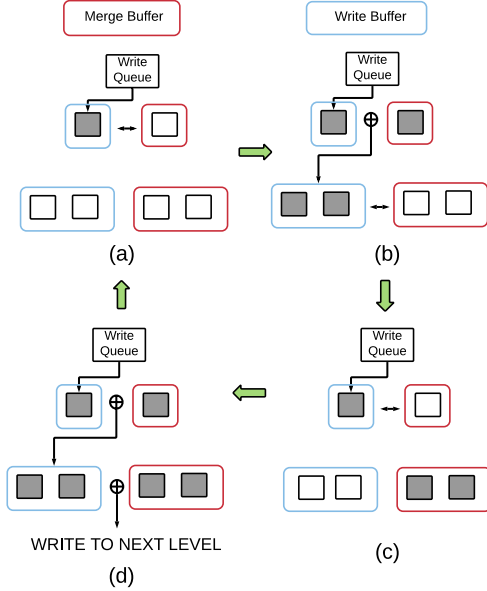 Merge Buffer
Write Buffer
Write
Queue
Write
Queue
(a)
(b)
Write
Queue
Write
Queue
WRITE TO NEXT LEVEL
(d)
(c)